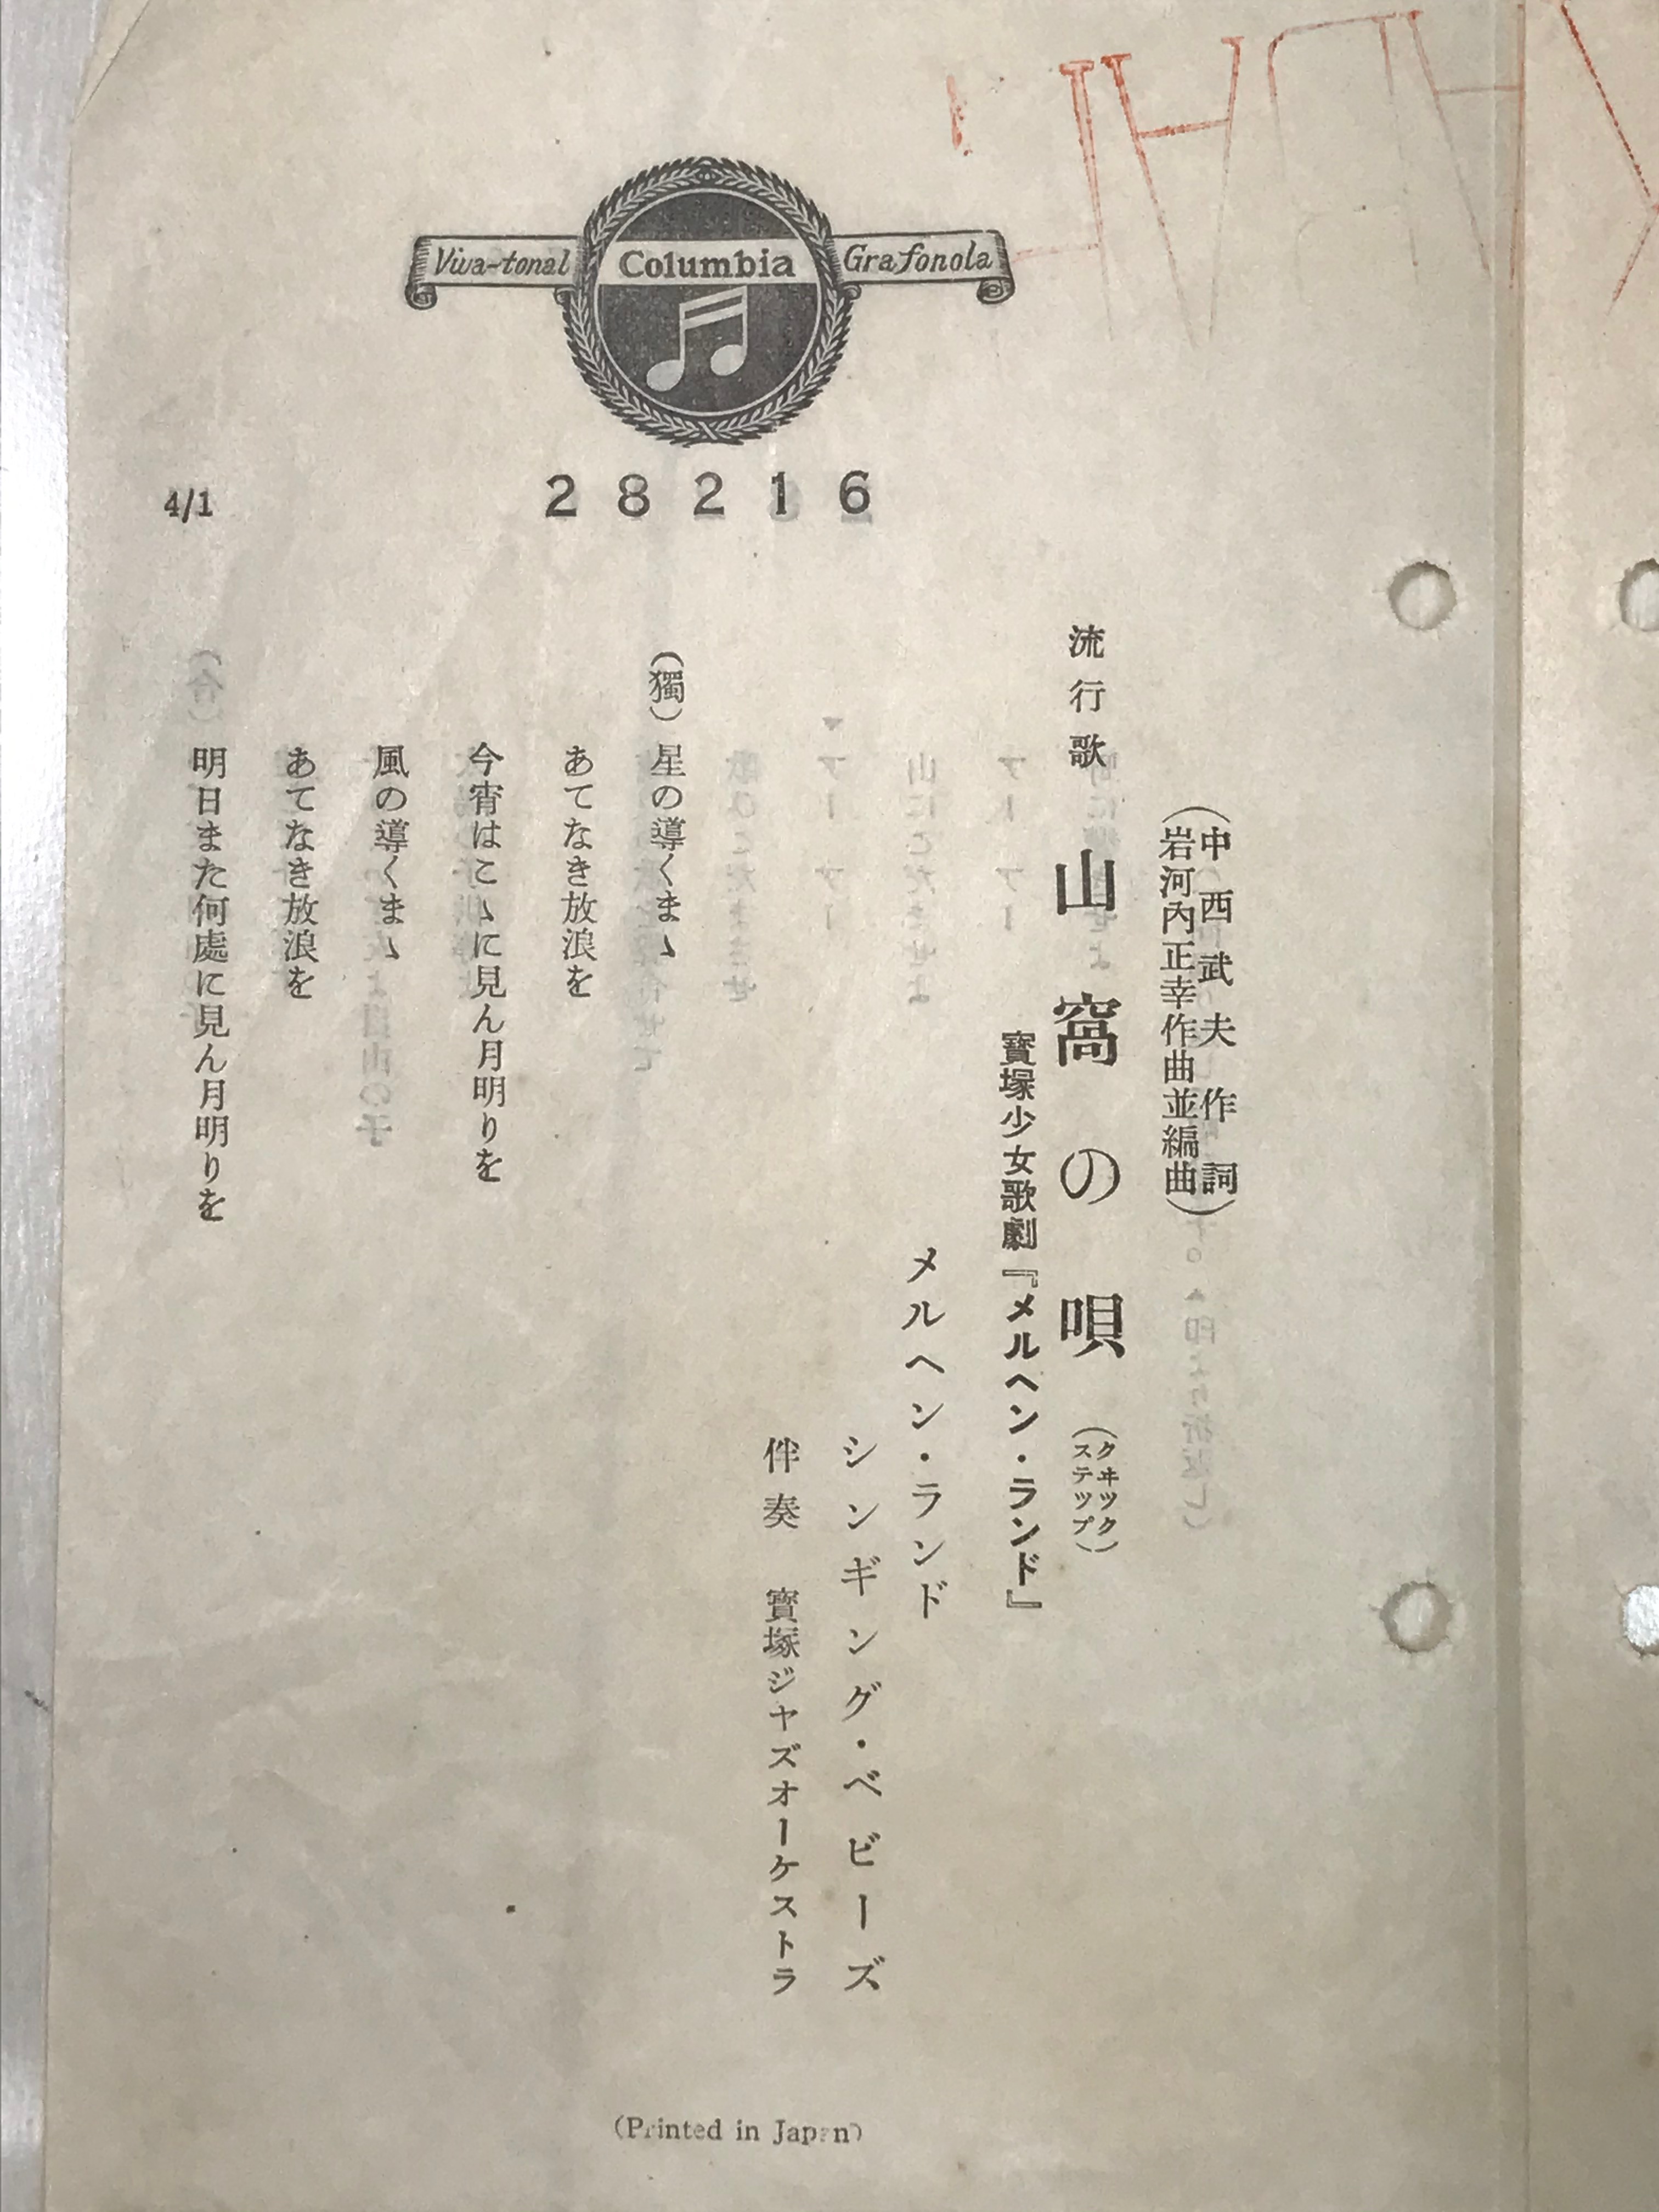 Viva-tonal Columbia Grafonola
28216
4/1
(中西武夫作詞
岩河内正幸作曲並編曲)
流行歌 山窩の唄 (クヰツクステツプ)
寳塚少女歌劇『メルヘン・ランド』
メルヘン・ランド
シンギング・ベビーズ
伴奏 寳塚ジヤズオーケストラ
(獨)星の導くまゝ
あてなき放浪を
今宵はこゝに見ん月明りを
風の導くまゝ
あてなき放浪を
明日また何處に見ん月明りを
(Printed in Japan)